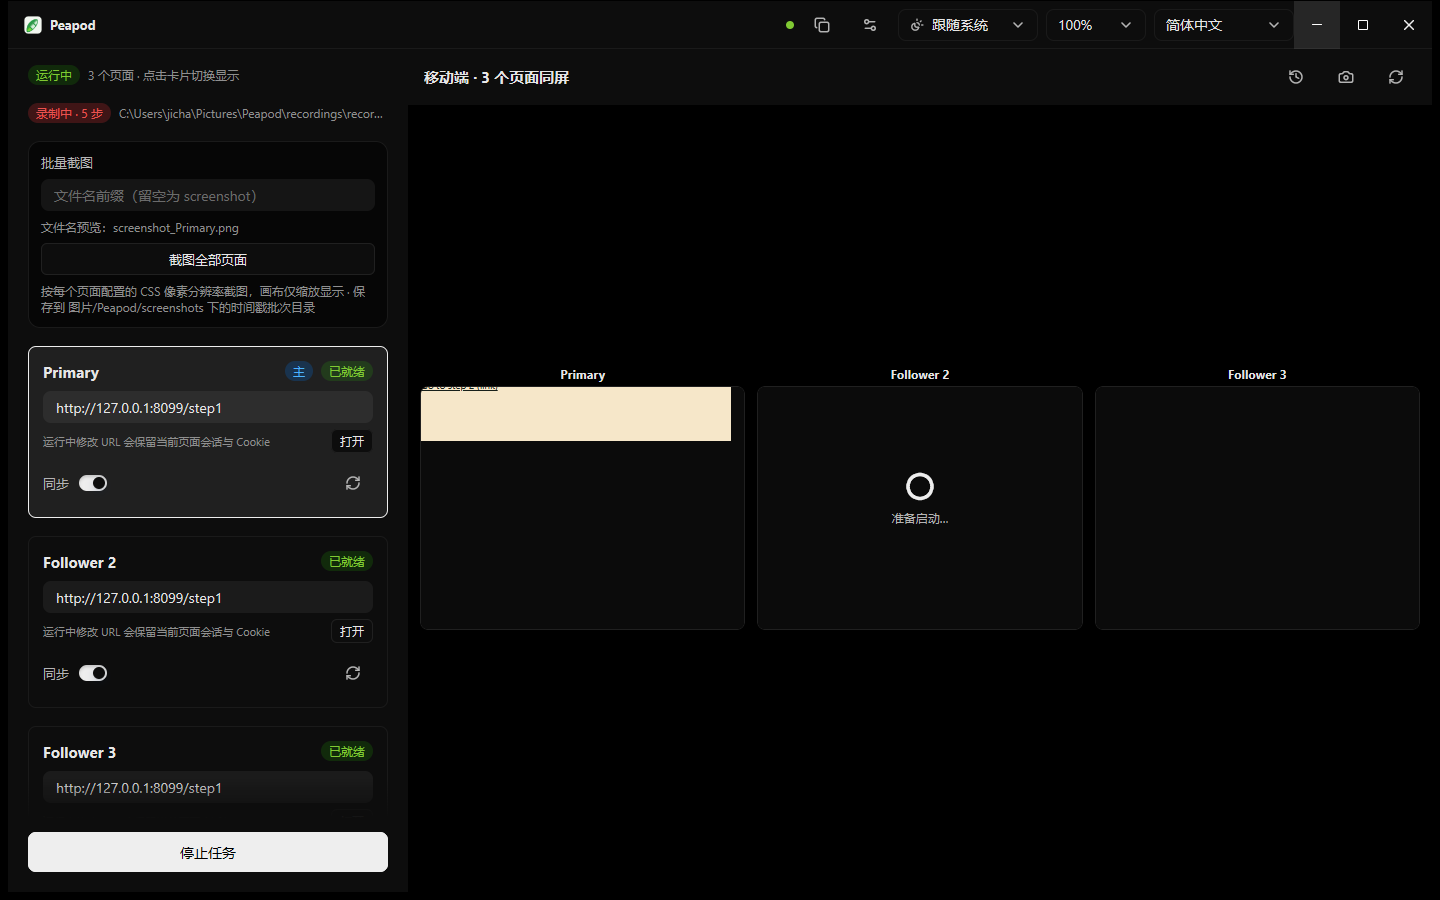 Peapod
跟随系统
100%
简体中文
运行中
3 个页面 · 点击卡片切换显示
录制中 · 5 步
C:\Users\jicha\Pictures\Peapod\recordings\recor...
批量截图
文件名前缀（留空为 screenshot）
文件名预览：screenshot_Primary.png
截图全部页面
按每个页面配置的 CSS 像素分辨率截图，画布仅缩放显示 · 保
存到 图片/Peapod/screenshots 下的时间戳批次目录
Primary
主
已就绪
http://127.0.0.1:8099/step1
运行中修改 URL 会保留当前页面会话与 Cookie
打开
同步
Follower 2
已就绪
http://127.0.0.1:8099/step1
运行中修改 URL 会保留当前页面会话与 Cookie
打开
同步
Follower 3
已就绪
http://127.0.0.1:8099/step1
停止任务
移动端 · 3 个页面同屏
Primary
Follower 2
准备启动...
Follower 3